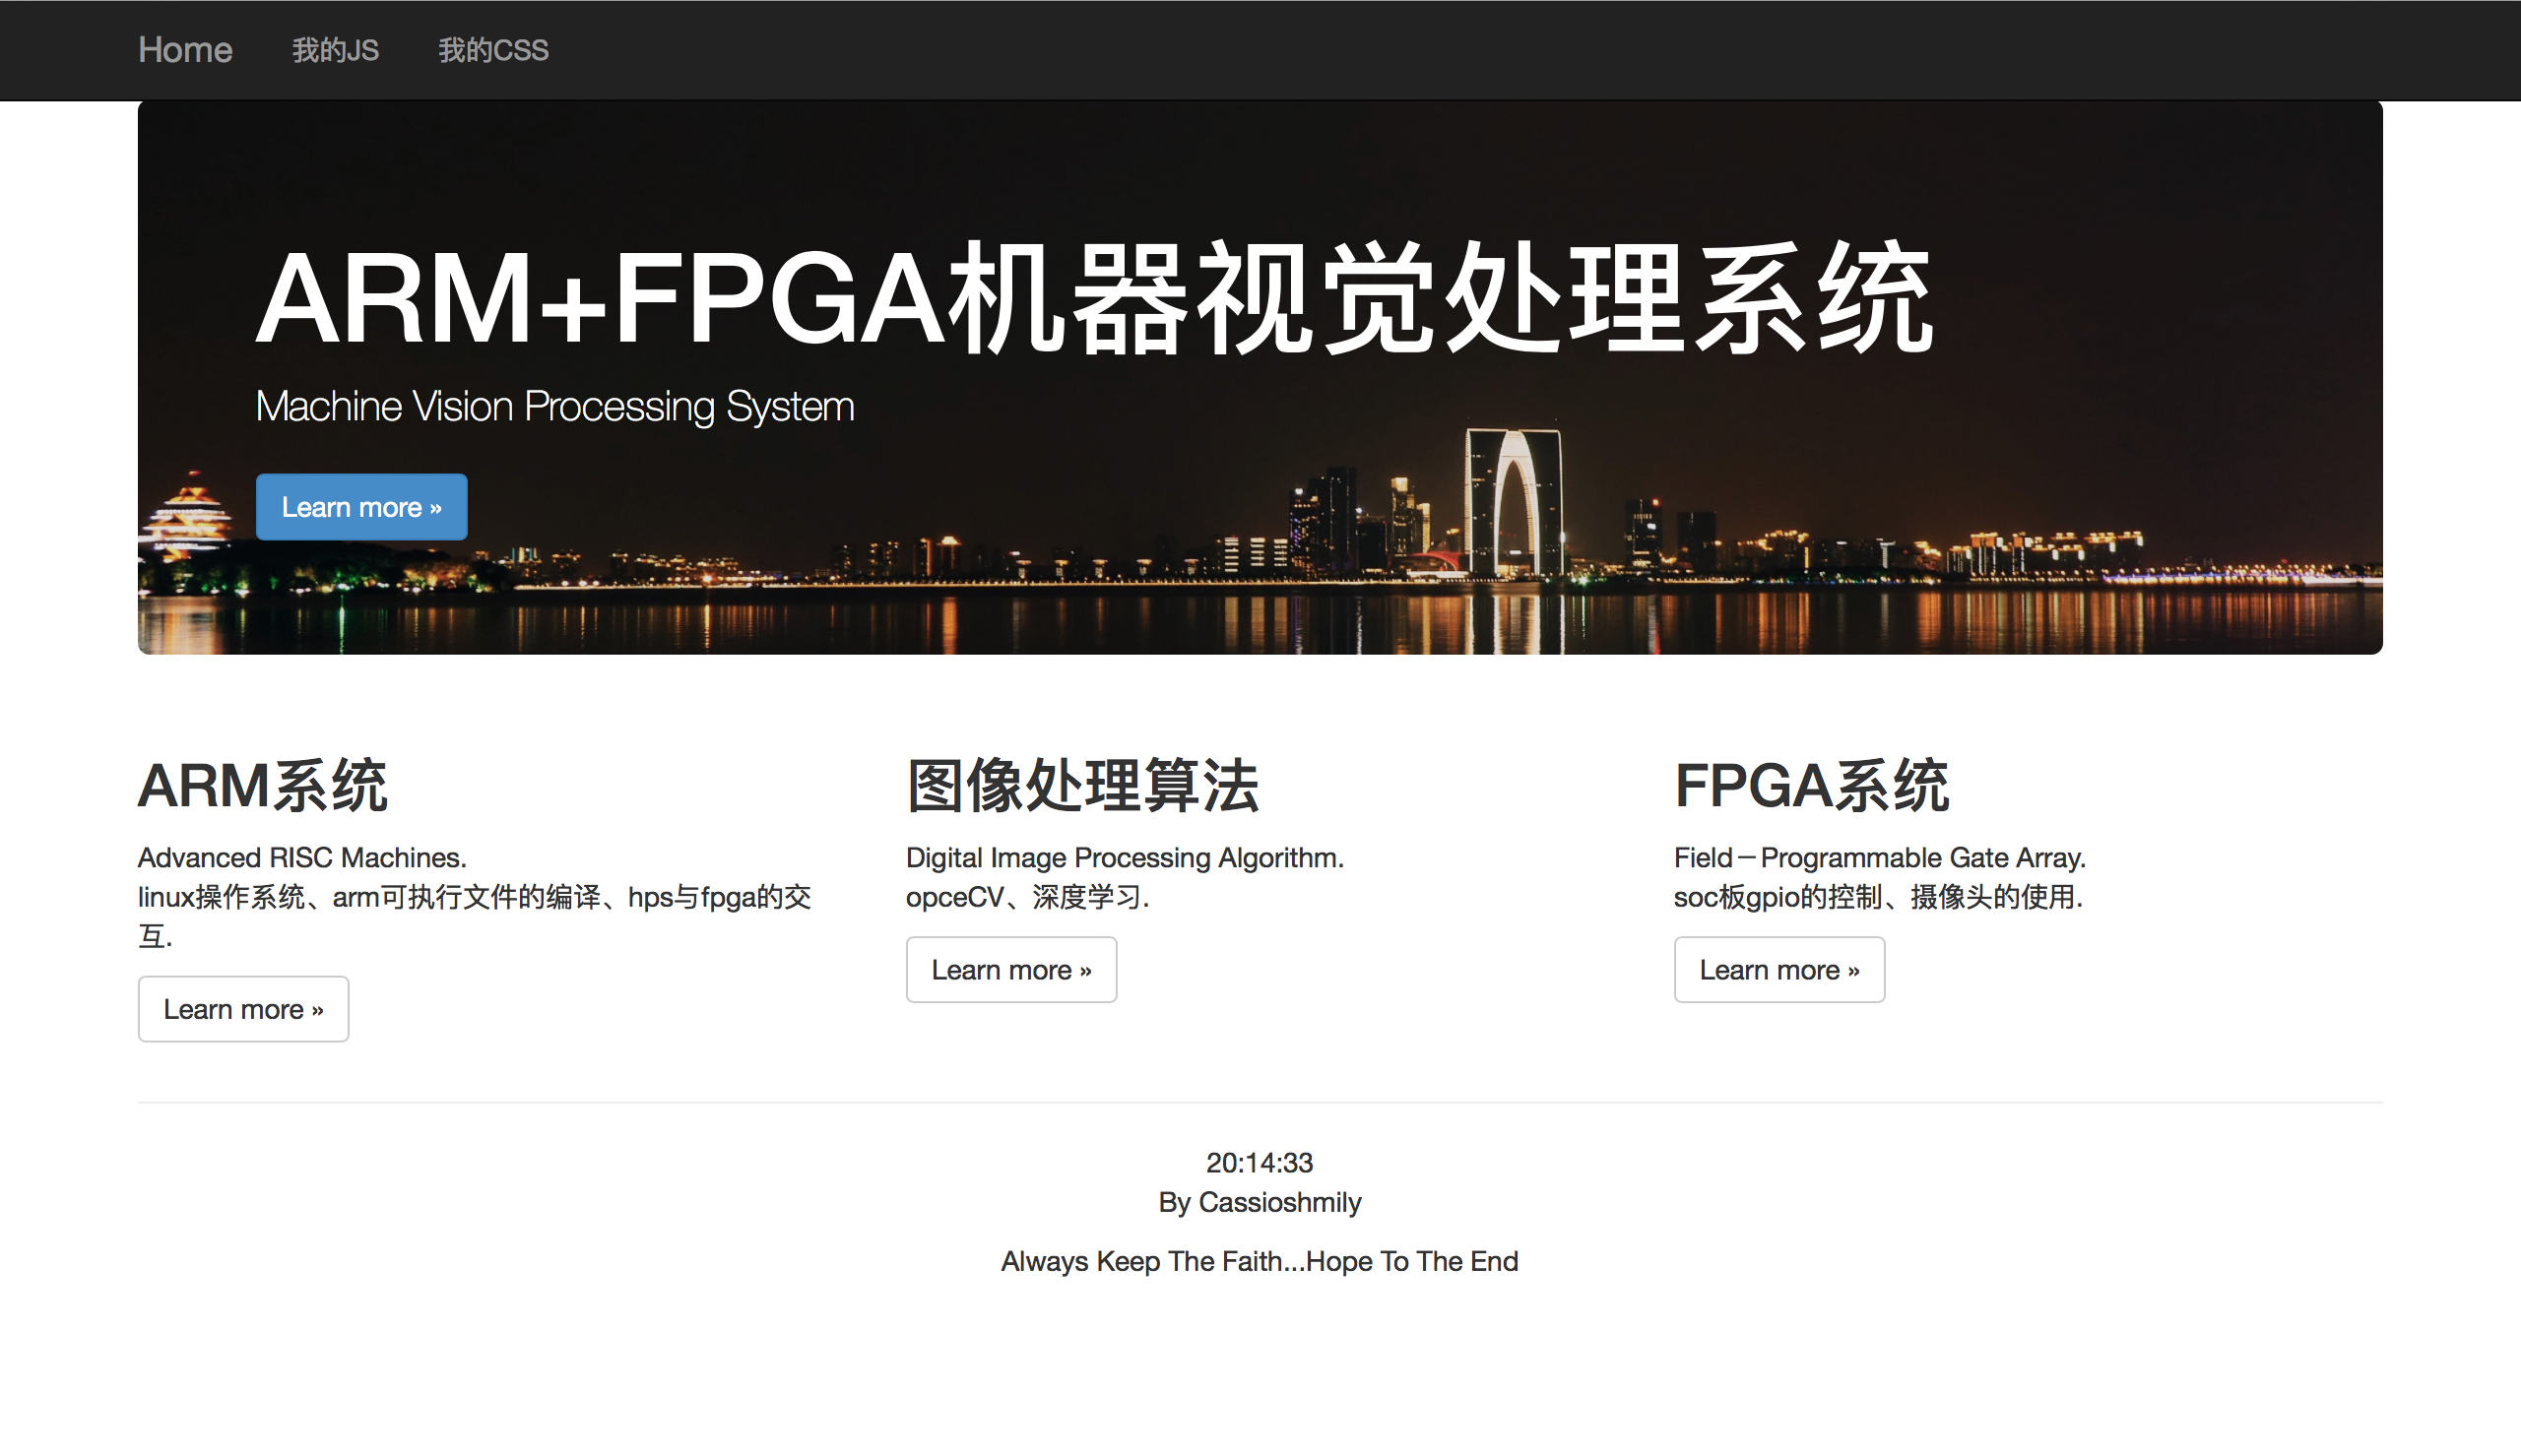 Home 我的JS 我的CSS
ARM+FPGA机器视觉处理系统
Machine Vision Processing System
Learn more »
ARM系统
Advanced RISC Machines.
linux操作系统、arm可执行文件的编译、hps与fpga的交
互.
Learn more »
图像处理算法
Digital Image Processing Algorithm.
opceCV、深度学习.
Learn more »
FPGA系统
Field－Programmable Gate Array.
soc板gpio的控制、摄像头的使用.
Learn more »
20:14:33
By Cassioshmily
Always Keep The Faith...Hope To The End